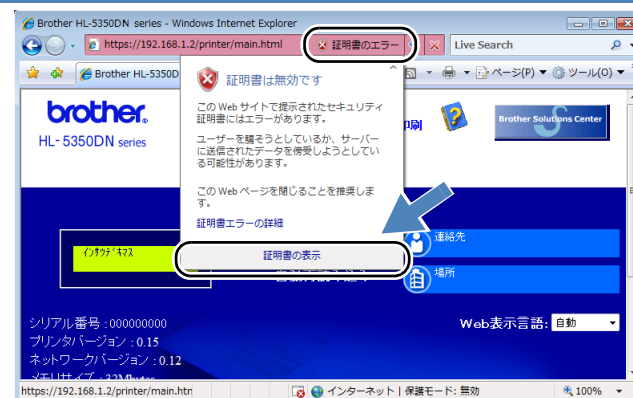 Brother HL-5350DN series - Windows Internet Explorer
https://192.168.1.2/printer/main.html
証明書のエラー
Live Search
Brother HL-5350D
ページ(P)
ツール(O)
証明書は無効です
この Web サイトで提示されたセキュリティ
証明書にはエラーがあります。
ユーザーを騙そうとしているか、サーバー
に送信されたデータを傍受しようとしてい
る可能性があります。
この Web ページを閉じることを推奨しま
す。
証明書エラーの詳細
証明書の表示
brother.
HL-5350DN series
印刷
Brother Solutions Center
ｲﾝｻﾂﾃﾞｷﾏｽ
連絡先
場所
シリアル番号 :000000000
プリンタバージョン : 0.15
ネットワークバージョン : 0.12
メモリサイズ : 32Mbytes
Web表示言語:
自動
https://192.168.1.2/printer/main.htn
インターネット | 保護モード: 無効
100%